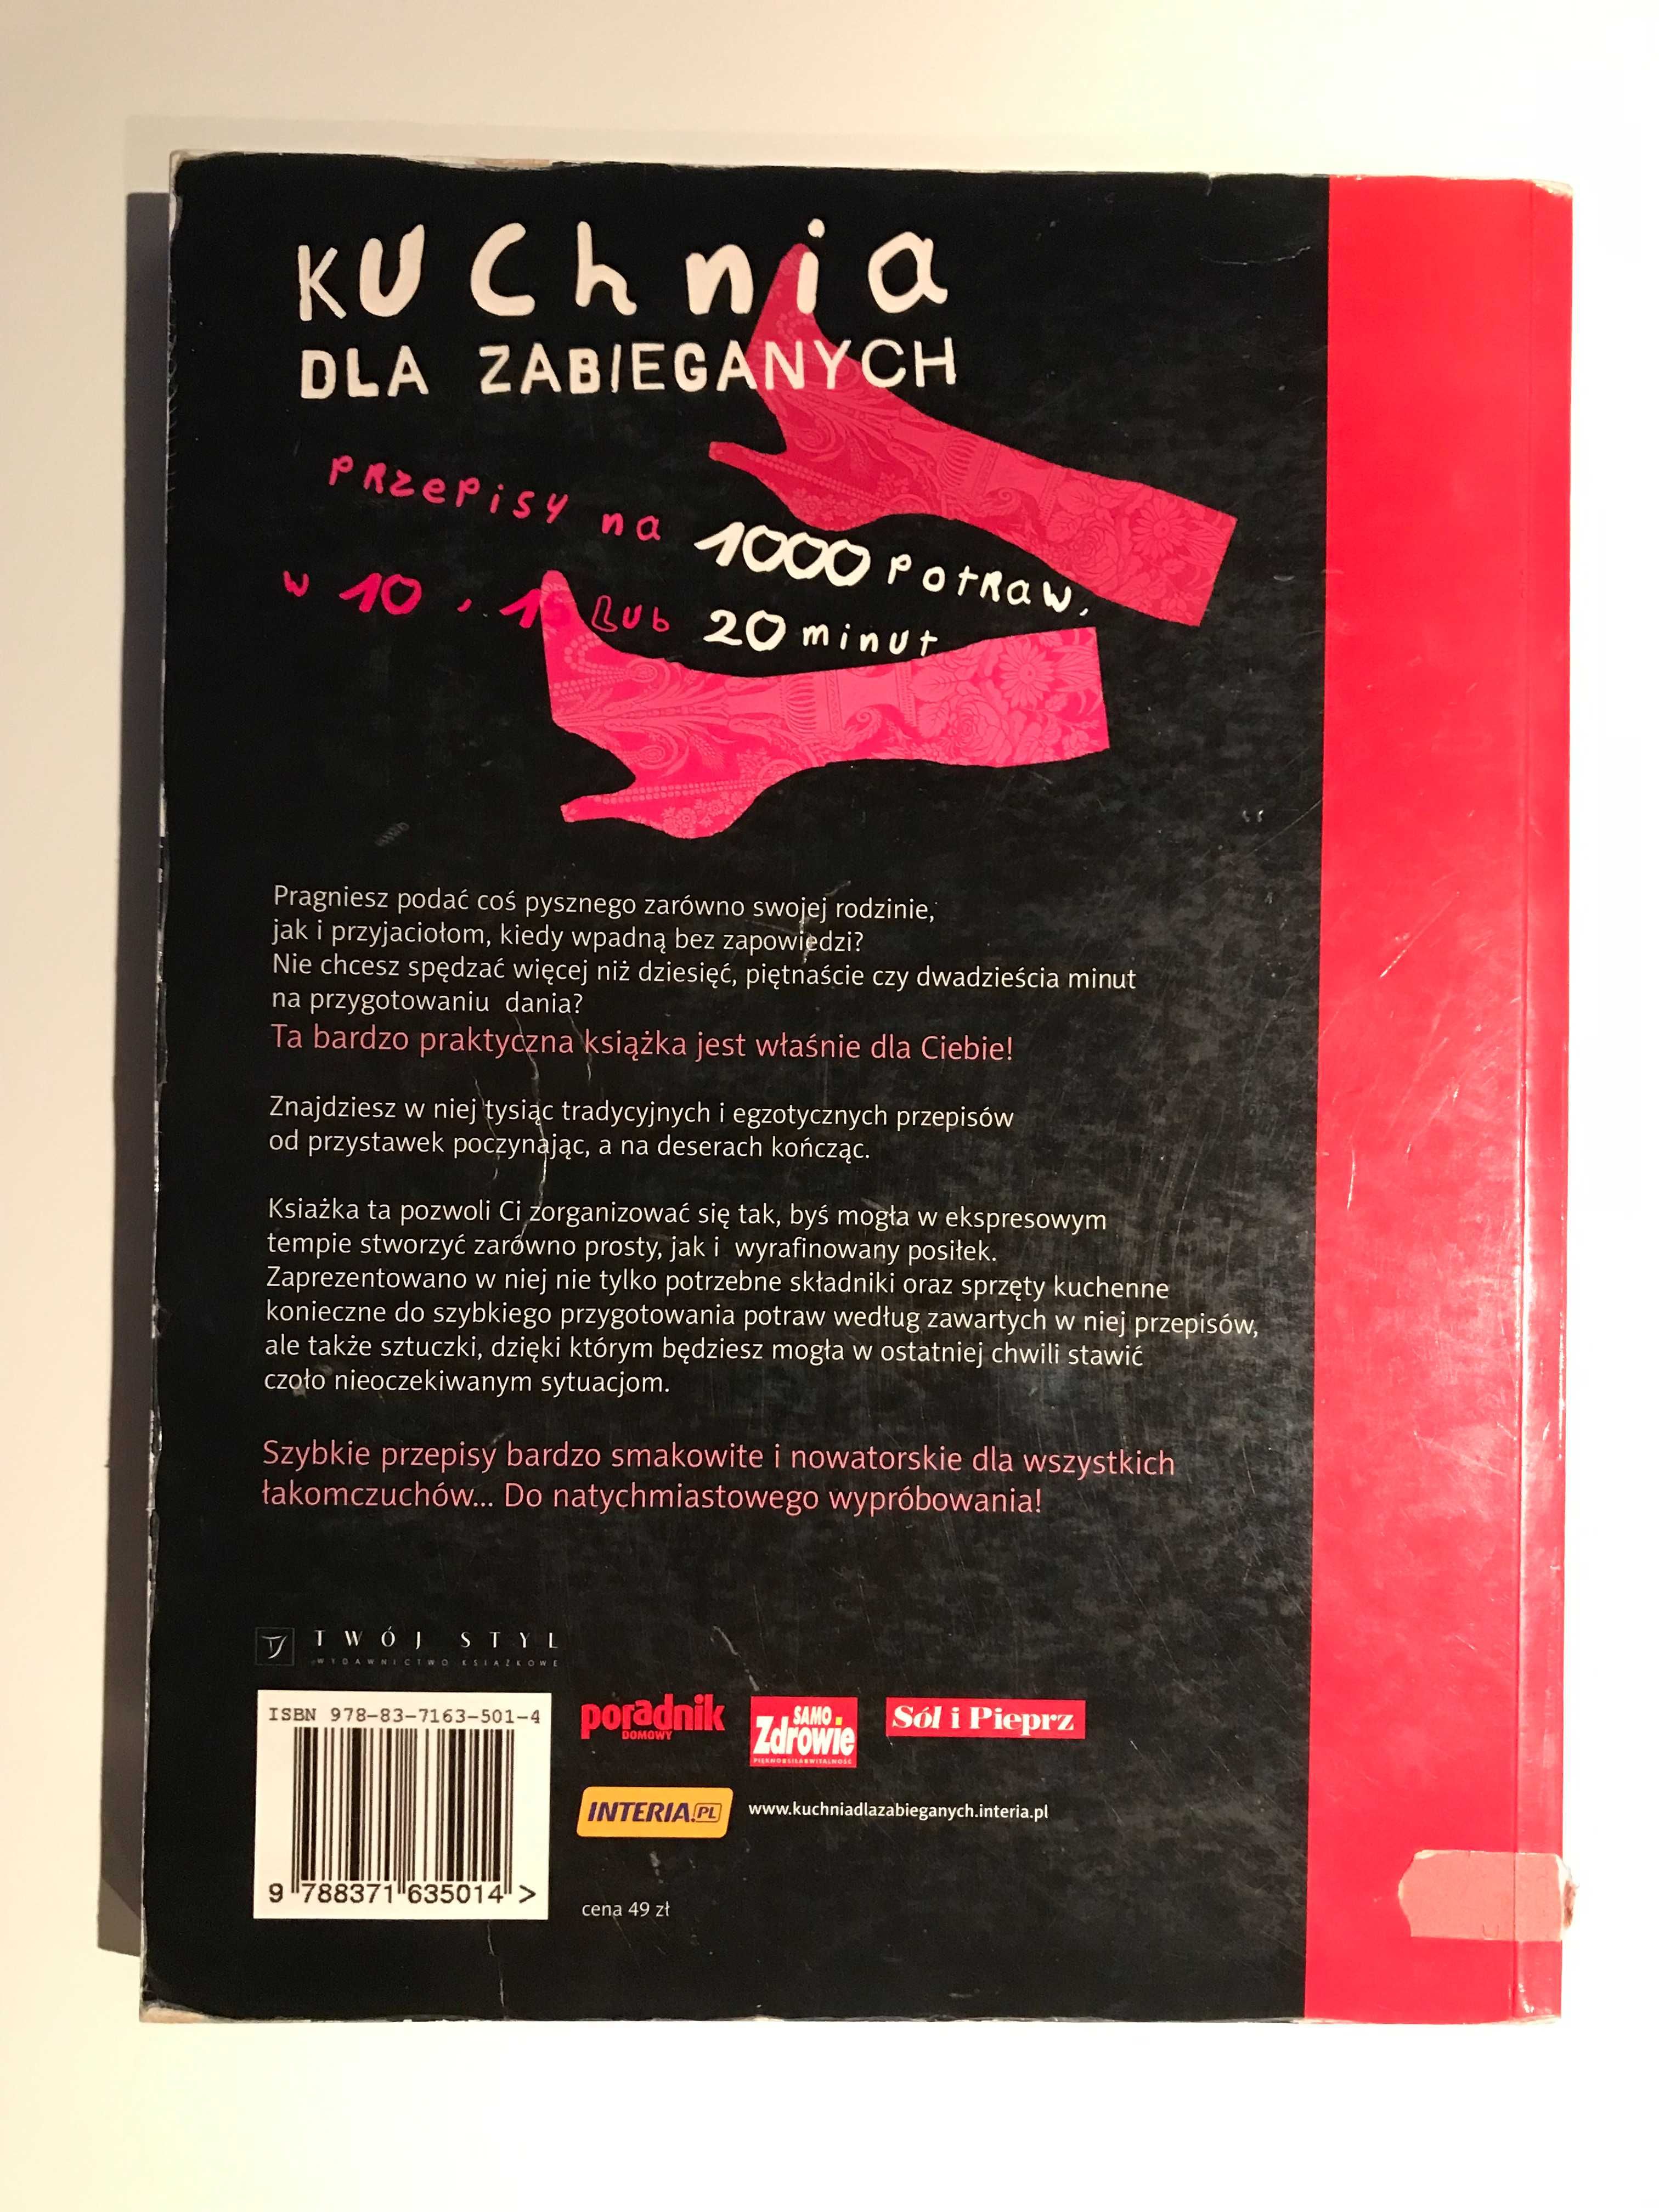 KUChnia
DLA ZABIEGANYCH
PRzePisy na 1000 PotRaw,
w 10, 1 Lub 20 minut
Pragniesz podać coś pysznego zarówno swojej rodzinie,
jak i przyjaciołom, kiedy wpadną bez zapowiedzi?
Nie chcesz spędzać więcej niż dziesięć, piętnaście czy dwadzieścia minut
na przygotowaniu dania?
Ta bardzo praktyczna książka jest właśnie dla Ciebie!
Znajdziesz w niej tysiąc tradycyjnych i egzotycznych przepisów
od przystawek poczynając, a na deserach kończąc.
Ksiażka ta pozwoli Ci zorganizować się tak, byś mogła w ekspresowym
tempie stworzyć zarówno prosty, jak i wyrafinowany posiłek.
Zaprezentowano w niej nie tylko potrzebne składniki oraz sprzęty kuchenne
konieczne do szybkiego przygotowania potraw według zawartych w niej przepisów,
ale także sztuczki, dzięki którym będziesz mogła w ostatniej chwili stawić
czoło nieoczekiwanym sytuacjom.
Szybkie przepisy bardzo smakowite i nowatorskie dla wszystkich
łakomczuchów... Do natychmiastowego wypróbowania!
TWÓJ STYL
WYDAWNICTWO KSIĄŻKOWE
ISBN 978-83-7163-501-4
9 788371 635014 >
poradnik
DOMOWY
SAMO
Zdrowie
Sól i Pieprz
INTERIA.PL
www.kuchniadlazabieganych.interia.pl
cena 49 zł